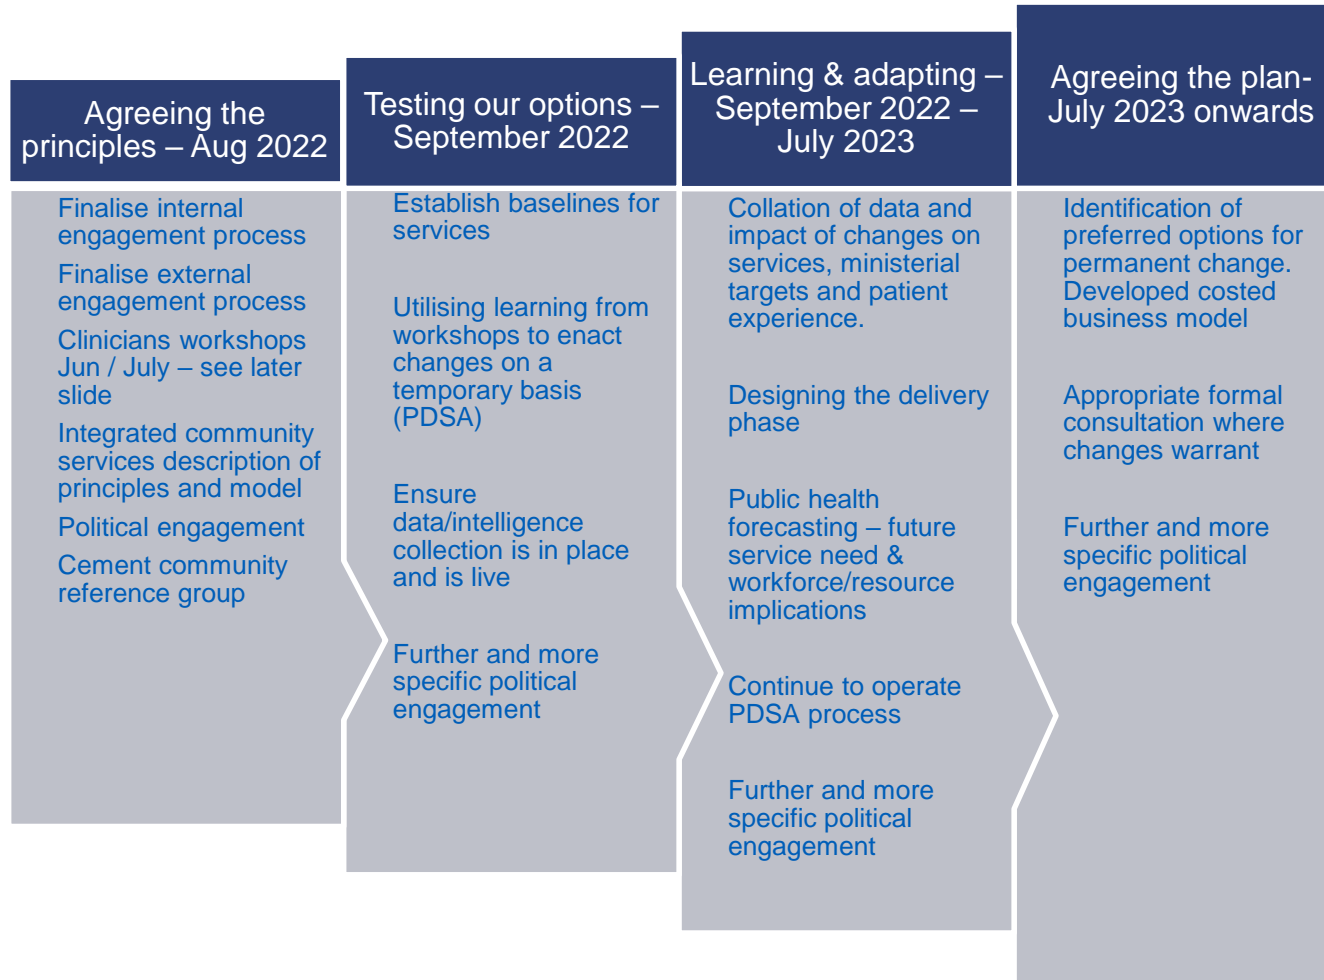 Agreeing the
principles – Aug 2022
Finalise internal
engagement process
Finalise external
engagement process
Clinicians workshops
Jun / July – see later
slide
Integrated community
services description of
principles and model
Political engagement
Cement community
reference group
Testing our options –
September 2022
Establish baselines for
services
Utilising learning from
workshops to enact
changes on a
temporary basis
(PDSA)
Ensure
data/intelligence
collection is in place
and is live
Further and more
specific political
engagement
Learning & adapting –
September 2022 –
July 2023
Collation of data and
impact of changes on
services, ministerial
targets and patient
experience.
Designing the delivery
phase
Public health
forecasting – future
service need &
workforce/resource
implications
Continue to operate
PDSA process
Further and more
specific political
engagement
Agreeing the plan-
July 2023 onwards
Identification of
preferred options for
permanent change.
Developed costed
business model
Appropriate formal
consultation where
changes warrant
Further and more
specific political
engagement